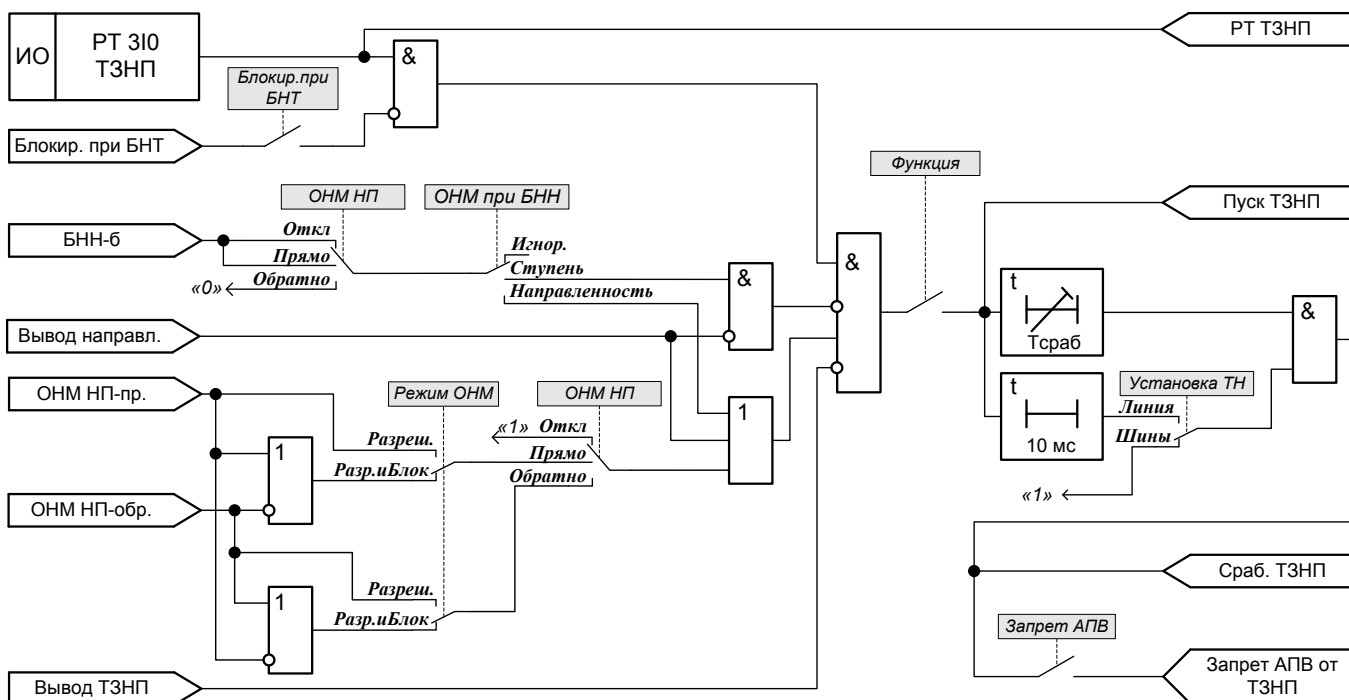 ИО
РТ 3I0
ТЗНП
&
РТ ТЗНП
Блокир.при
БНТ
Блокир. при БНТ
Функция
ОНМ НП
ОНМ при БНН
Пуск ТЗНП
БНН-б
Откл
Прямо
Обратно
«0»
Игнор.
Ступень
Направленность
&
&
t
Тсраб
&
Вывод направл.
ОНМ НП-пр.
Режим ОНМ
ОНМ НП
1
t
10 мс
Установка ТН
Линия
Шины
«1»
«1»
Откл
Прямо
Обратно
Разреш.
Разр.иБлок
1
ОНМ НП-обр.
1
Разреш.
Разр.иБлок
Сраб. ТЗНП
Запрет АПВ
Запрет АПВ от
ТЗНП
Вывод ТЗНП